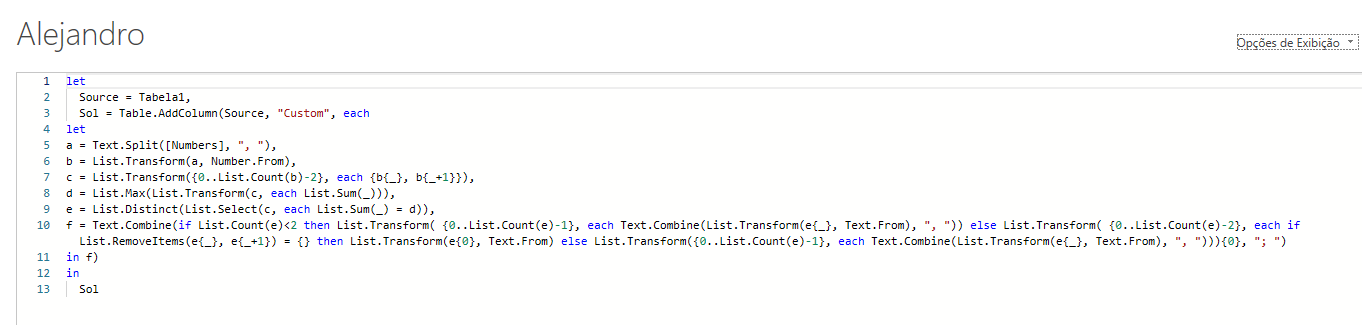 Alejandro
Opções de Exibição
1 let
2 Source = Tabela1,
3 Sol = Table.AddColumn(Source, "Custom", each
4 let
5 a = Text.Split([Numbers], ", "),
6 b = List.Transform(a, Number.From),
7 c = List.Transform({0..List.Count(b)-2}, each {b{_}, b{_+1}}),
8 d = List.Max(List.Transform(c, each List.Sum(_))),
9 e = List.Distinct(List.Select(c, each List.Sum(_) = d)),
10 f = Text.Combine(if List.Count(e)<2 then List.Transform( {0..List.Count(e)-1}, each Text.Combine(List.Transform(e{_}, Text.From), ", ")) else List.Transform( {0..List.Count(e)-2}, each if
List.RemoveItems(e{_}, e{_+1}) = {} then List.Transform(e{0}, Text.From) else List.Transform({0..List.Count(e)-1}, each Text.Combine(List.Transform(e{_}, Text.From), ", "))){0}, "; ")
11 in f)
12 in
13 Sol